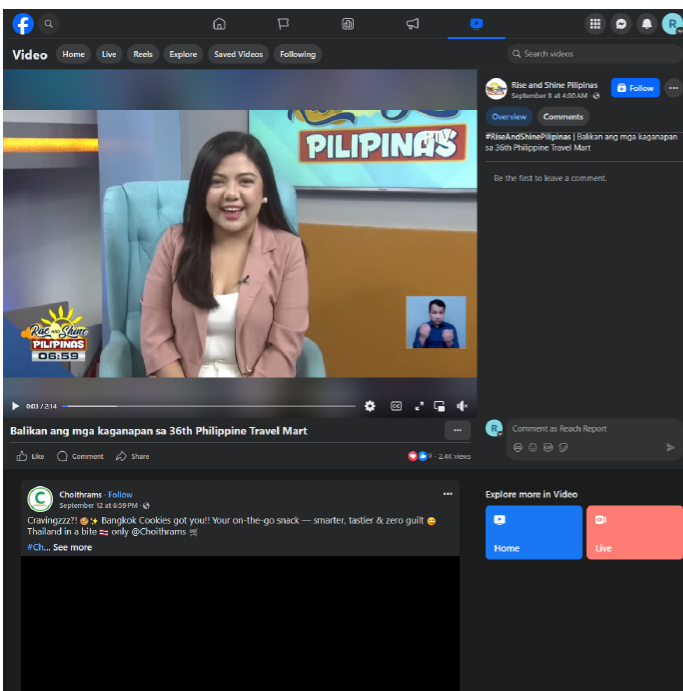 Video
Home
Live
Reels
Explore
Saved Videos
Following
Search videos
PILIPINAS
Rise and Shine
PILIPINAS
06:59
0:03 / 2:14
Balikan ang mga kaganapan sa 36th Philippine Travel Mart
Like
Comment
Share
9 · 2.4K views
Rise and Shine Pilipinas
September 8 at 4:00 AM ·
Follow
Overview
Comments
#RiseAndShinePilipinas | Balikan ang mga kaganapan
sa 36th Philippine Travel Mart
Be the first to leave a comment.
R
Comment as Reach Report
Choithrams · Follow
September 12 at 6:59 PM ·
Cravingzzz?! 🍪✨ Bangkok Cookies got you!! Your on-the-go snack — smarter, tastier & zero guilt 😋
Thailand in a bite 🇹🇭 only @Choithrams 🛒
#Ch... See more
Explore more in Video
Home
Live